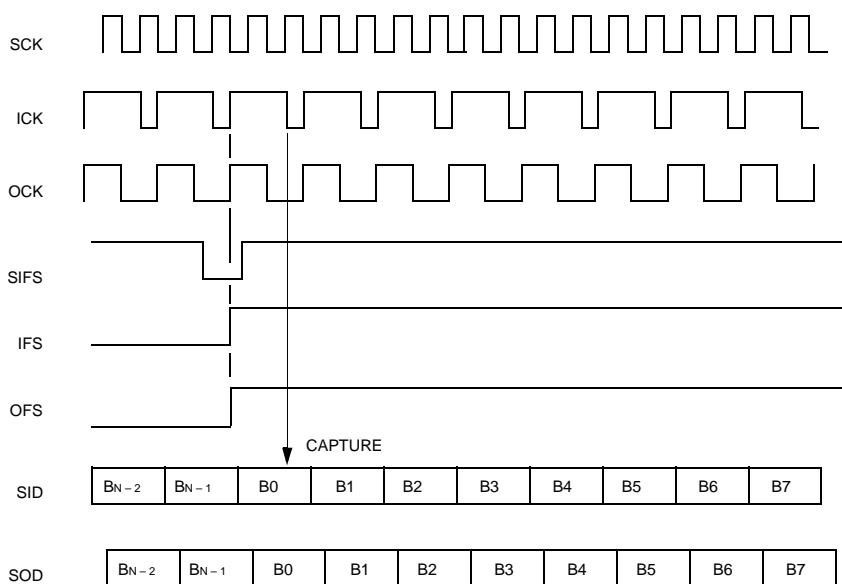 SCK
ICK
OCK
SIFS
IFS
OFS
CAPTURE
SID BN – 2 BN – 1 B0 B1 B2 B3 B4 B5 B6 B7
SOD BN – 2 BN – 1 B0 B1 B2 B3 B4 B5 B6 B7